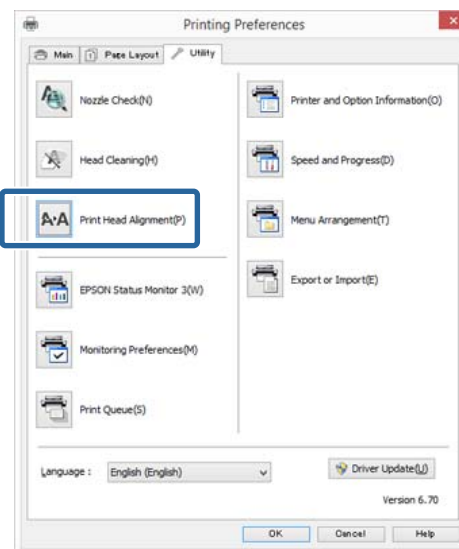 Printing Preferences
Main
Page Layout
Utility
Nozzle Check(N)
Head Cleaning(H)
A·A Print Head Alignment(P)
EPSON Status Monitor 3(W)
Monitoring Preferences(M)
Print Queue(S)
Printer and Option Information(O)
Speed and Progress(D)
Menu Arrangement(T)
Export or Import(E)
Language : English (English)
Driver Update(U)
Version 6.70
OK Cancel Help